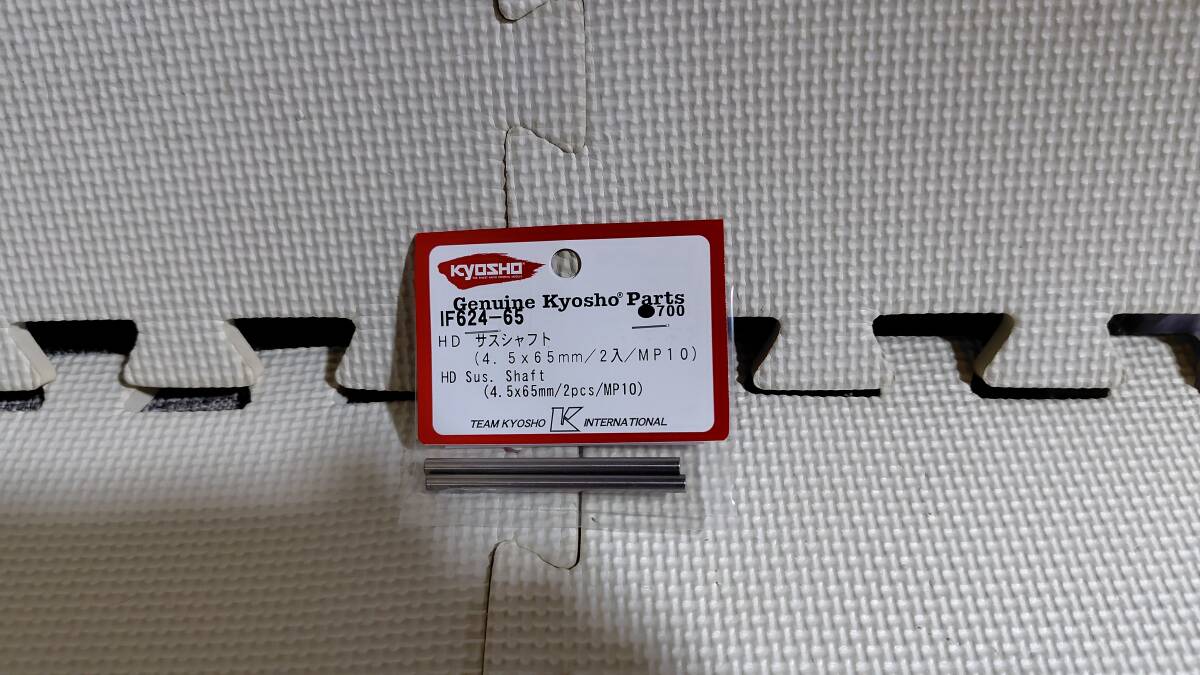 KYOSHO
Genuine Kyosho® Parts
IF624-65 ●700
HD サスシャフト
(4.5x65mm/2入/MP10)
HD Sus. Shaft
(4.5x65mm/2pcs/MP10)
TEAM KYOSHO K INTERNATIONAL